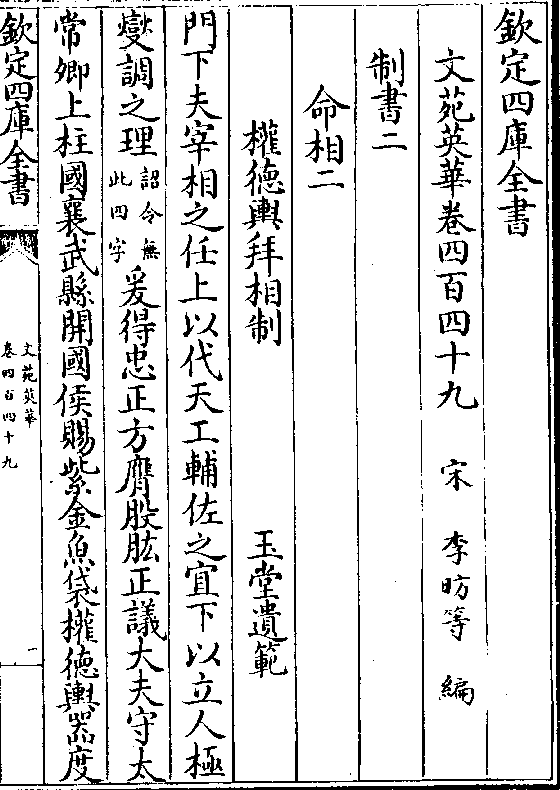 欽定四庫全書
文苑英華卷四百四十九　宋　李昉等　編
制書二
命相二
權德輿拜相制　玉堂遺範
門下夫宰相之任上以代天工輔佐之宜下以立人極
燮調之理詔令無此四字爰得忠正方膺股肱正議大夫守太
常卿上柱國襄武縣開國侯賜紫金魚袋權德輿器度
欽定四庫全書
文苑英華
卷四百四十九
一